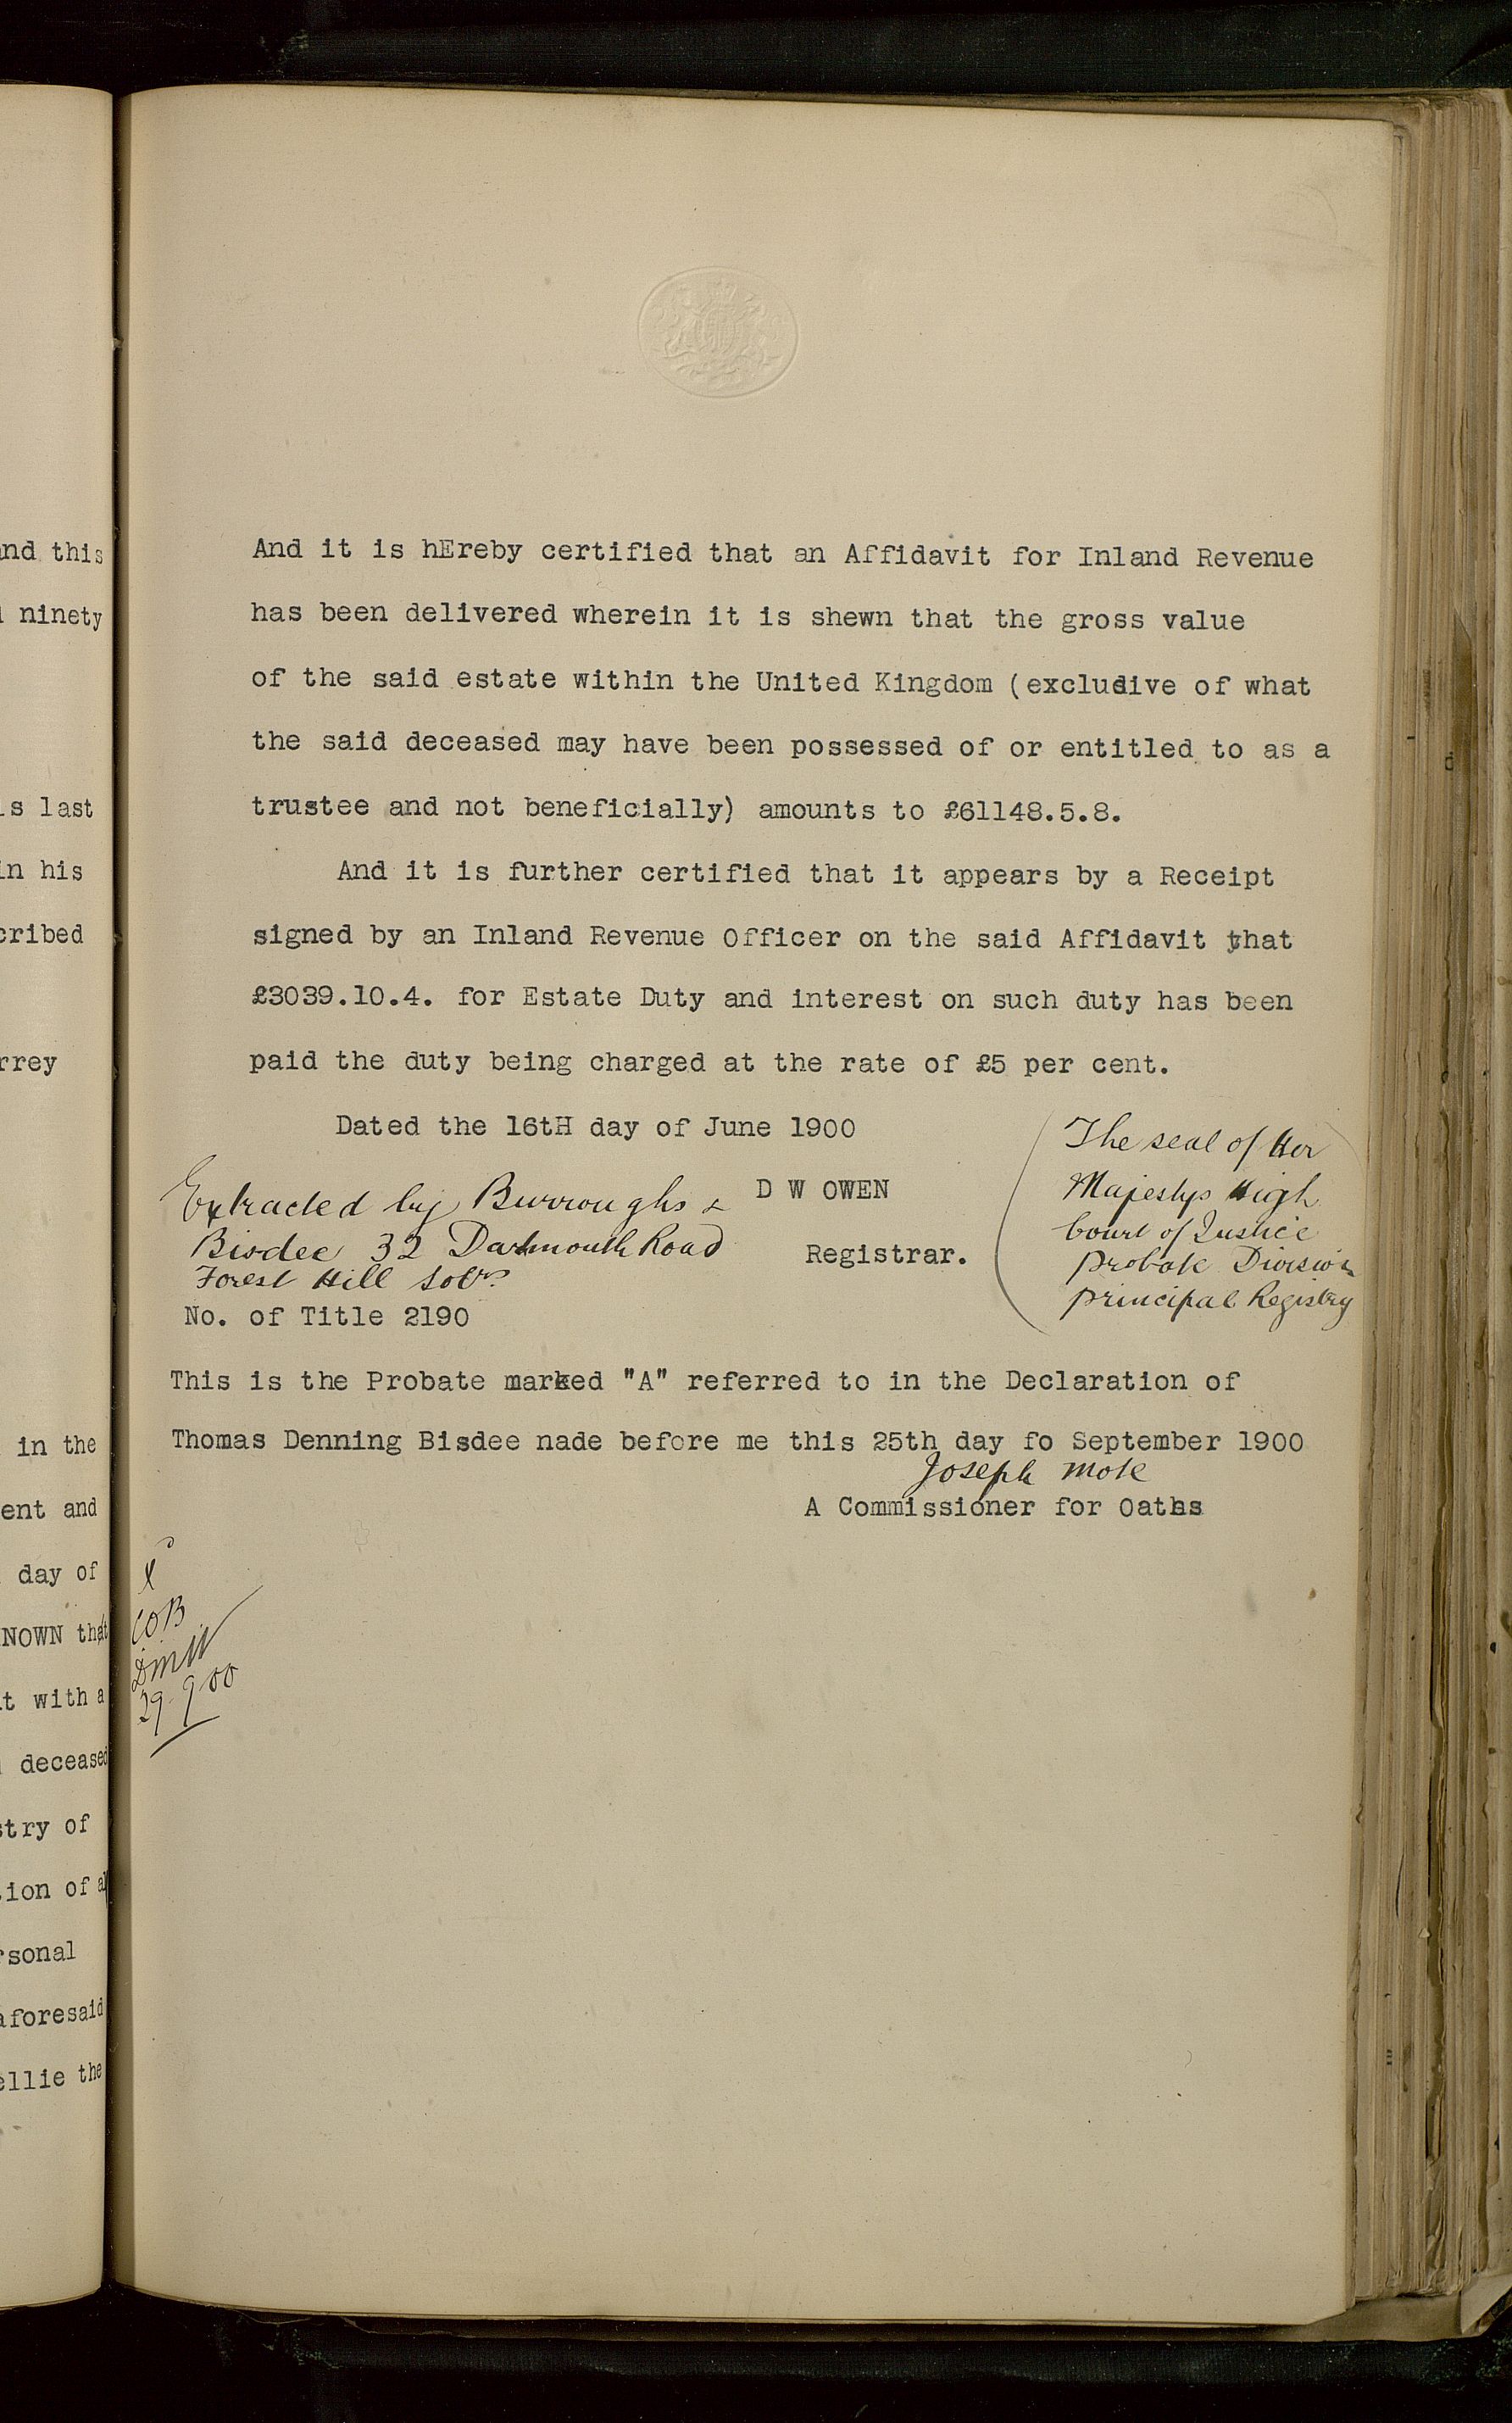 And it is hEreby certified that an Affidavit for Inland Revenue
has been delivered wherein it is shewn that the gross value
of the said estate within the United Kingdom (exclusive of what
the said deceased may have been possessed of or entitled to as a
trustee and not beneficially) amounts to £61148.5.8.
And it is further certified that it appears by a Receipt
signed by an Inland Revenue Officer on the said Affidavit that
£3039.10.4. for Estate Duty and interest on such duty has been
paid the duty being charged at the rate of £5 per cent.
Dated the 16tH day of June 1900
D W OWEN
Registrar.
The seal of Her
Majestys High
Court of Justice
Probate Division
principal Registry
Extracted by Burroughs &
Bisdee 32 Dartmouth Road
Forest Hill Solrs
No. of Title 2190
This is the Probate marked "A" referred to in the Declaration of
Thomas Denning Bisdee nade before me this 25th day fo September 1900
Joseph Mote
A Commissioner for Oaths
COB
29.9.00
and this
ninety
is last
in his
cribed
rrey
in the
ent and
day of
NOWN that
it with a
deceased
stry of
tion of al
rsonal
aforesaid
ellie the